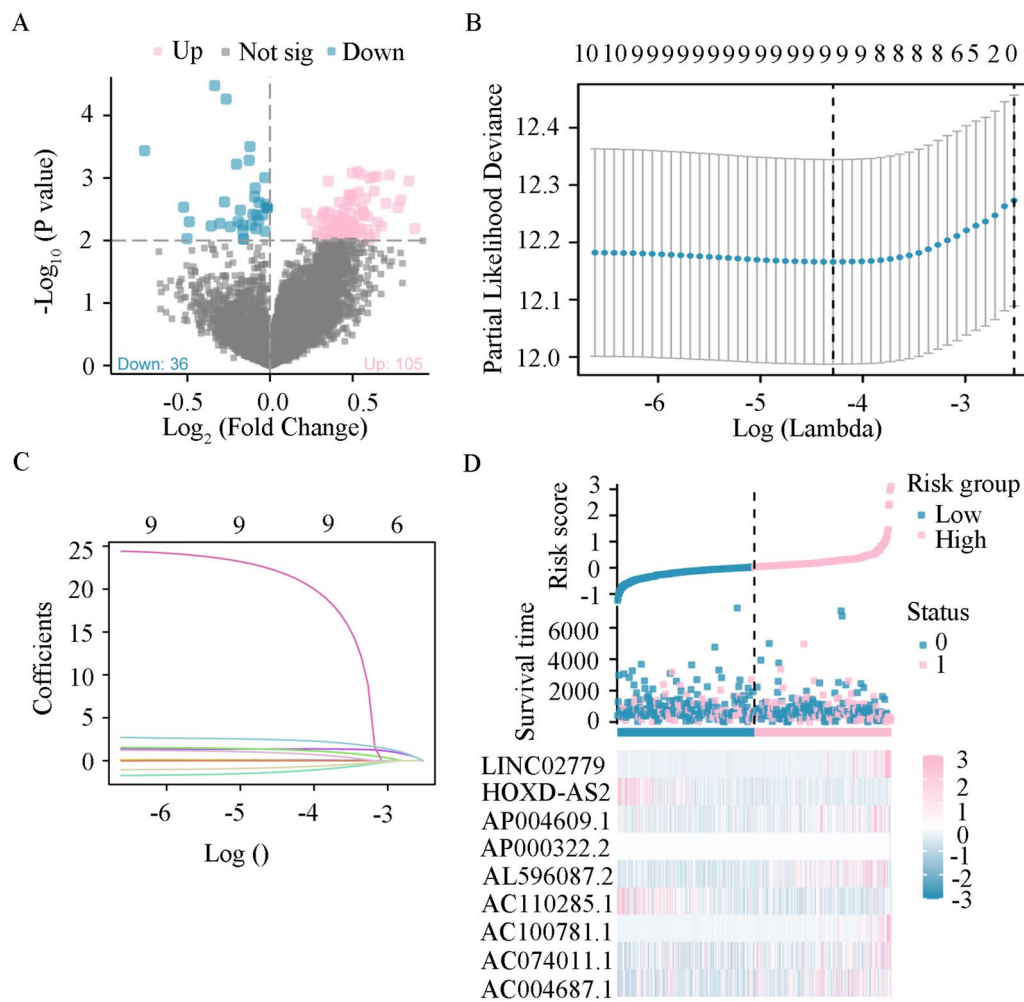 A
Up Not sig Down
4
3
2
1
0
-Log10 (P value)
Down: 36 Up: 105
-0.5 0.0 0.5
Log2 (Fold Change)
B
10 10 9 9 9 9 9 9 9 9 9 9 9 9 9 9 8 8 8 8 6 5 2 0
12.4
12.3
12.2
12.1
12.0
Partial Likelihood Deviance
-6 -5 -4 -3
Log (Lambda)
C
9 9 9 6
25
20
15
10
5
0
Cofficients
-6 -5 -4 -3
Log ()
D
3
2
1
0
-1
Risk score
Risk group
Low
High
6000
4000
2000
0
Survival time
Status
0
1
LINC02779
HOXD-AS2
AP004609.1
AP000322.2
AL596087.2
AC110285.1
AC100781.1
AC074011.1
AC004687.1
3
2
1
0
-1
-2
-3